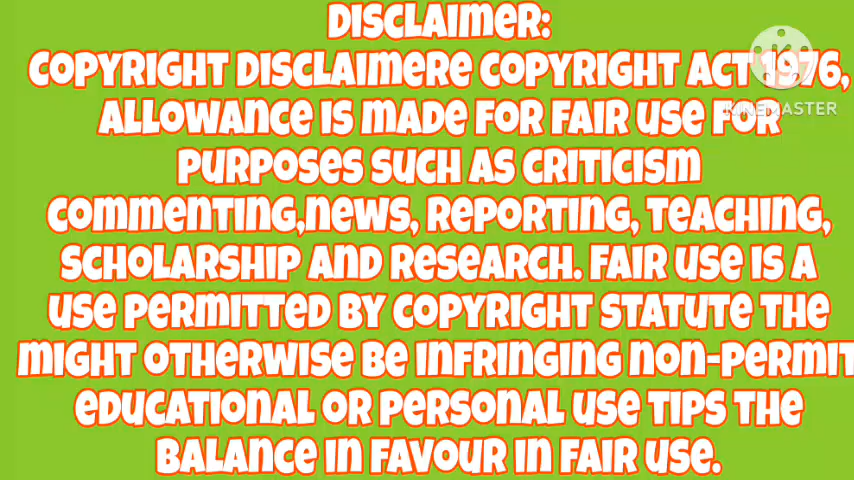 DISCLAIMER:
COPYRIGHT DISCLAIMERE COPYRIGHT ACT 1976,
ALLOWANCE IS MADE FOR FAIR USE FOR
PURPOSES SUCH AS CRITICISM
COMMENTING,NEWS, REPORTING, TEACHING,
SCHOLARSHIP AND RESEARCH. FAIR USE IS A
USE PERMITTED BY COPYRIGHT STATUTE THE
MIGHT OTHERWISE BE INFRINGING NON-PERMIT
EDUCATIONAL OR PERSONAL USE TIPS THE
BALANCE IN FAVOUR IN FAIR USE.
KINEMASTER